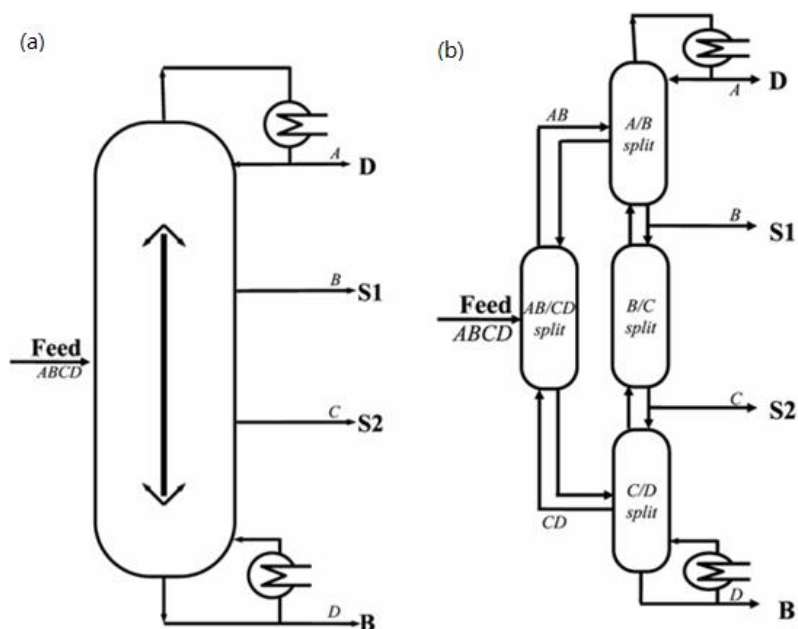 (a)
A
D
B
S1
Feed
ABCD
C
S2
D
B
(b)
A
D
AB
A/B
split
B
S1
Feed
ABCD
AB/CD
split
B/C
split
C
S2
C/D
split
CD
D
B